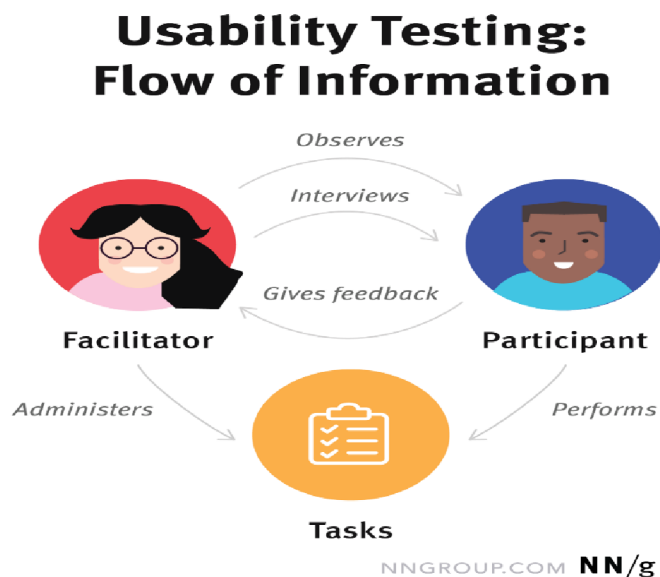 Usability Testing:
Flow of Information
Observes
Interviews
Gives feedback
Facilitator
Participant
Administers
Performs
Tasks
NNGROUP.COM NN/g